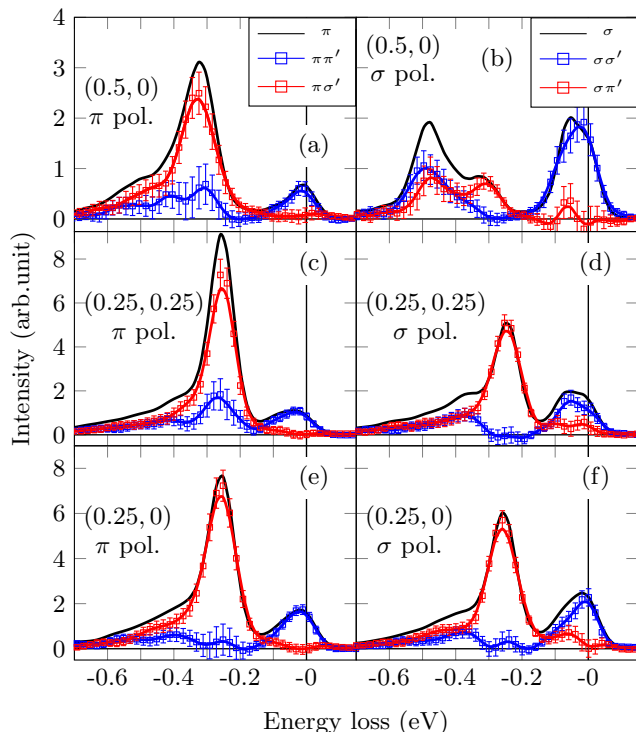 4
3
2
1
0
(0.5, 0)
π pol.
π
ππ′
πσ′
(a)
(0.5, 0)
σ pol.
(b)
σ
σσ′
σπ′
8
6
4
2
0
(0.25, 0.25)
π pol.
(c)
(0.25, 0.25)
σ pol.
(d)
8
6
4
2
0
(0.25, 0)
π pol.
(e)
(0.25, 0)
σ pol.
(f)
Intensity (arb.unit)
-0.6 -0.4 -0.2 -0 -0.6 -0.4 -0.2 -0
Energy loss (eV)